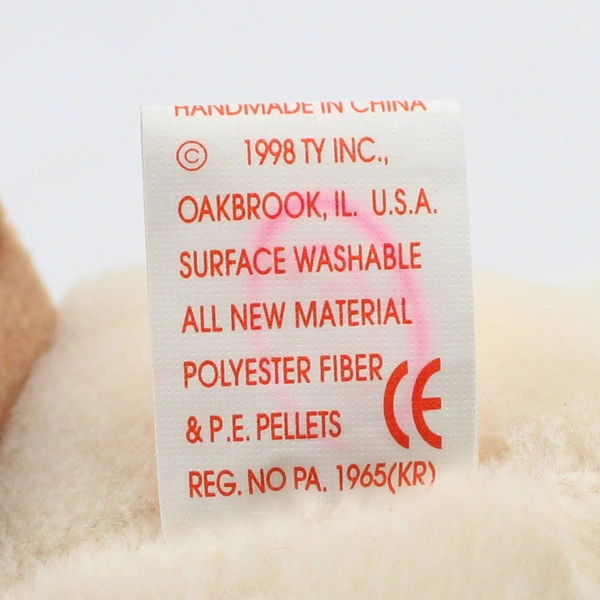 HANDMADE IN CHINA
© 1998 TY INC.,
OAKBROOK, IL. U.S.A.
SURFACE WASHABLE
ALL NEW MATERIAL
POLYESTER FIBER
& P.E. PELLETS CE
REG. NO PA. 1965(KR)